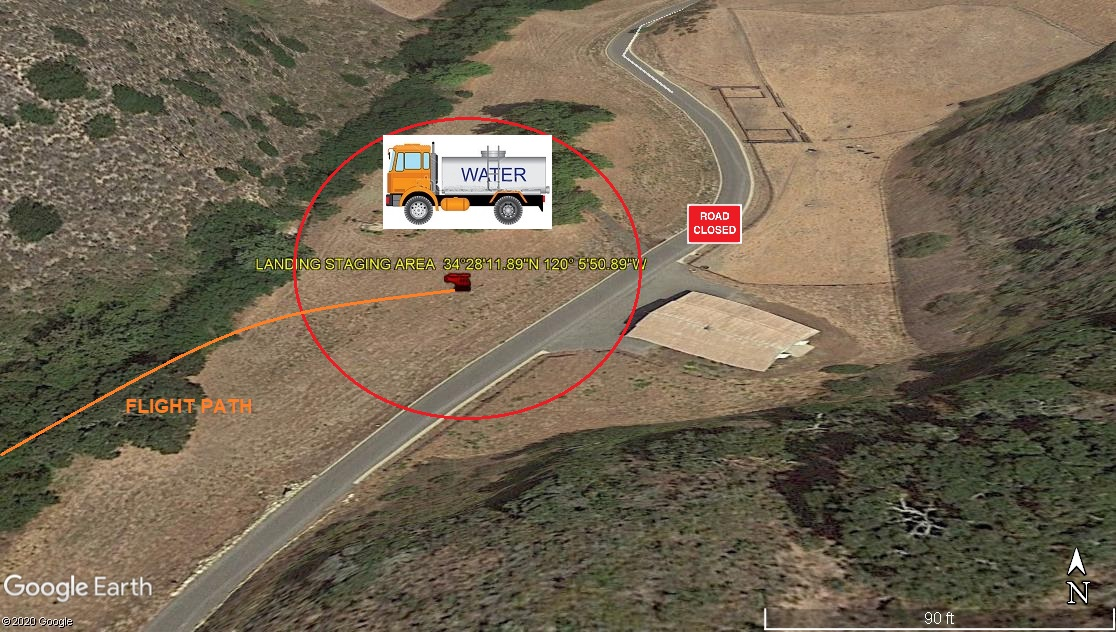 WATER
ROAD
CLOSED
LANDING STAGING AREA 34°28'11.89"N 120° 5'50.89"W
FLIGHT PATH
Google Earth
N
©2020 Google
90 ft